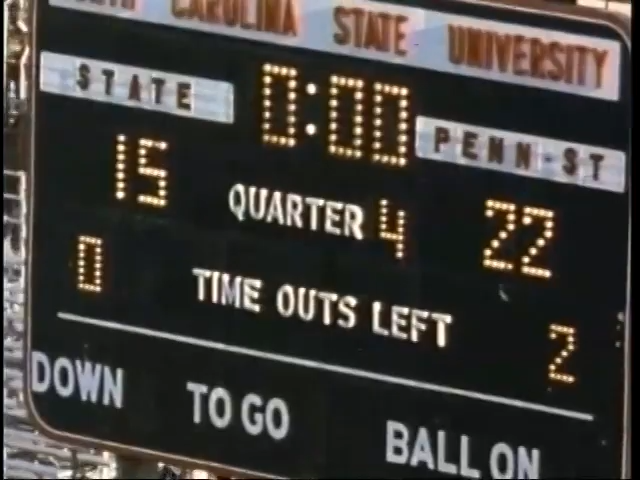 CAROLINA STATE UNIVERSITY
STATE 0:00 PENN-ST
15 QUARTER 4 22
0 TIME OUTS LEFT 2
DOWN TO GO BALL ON